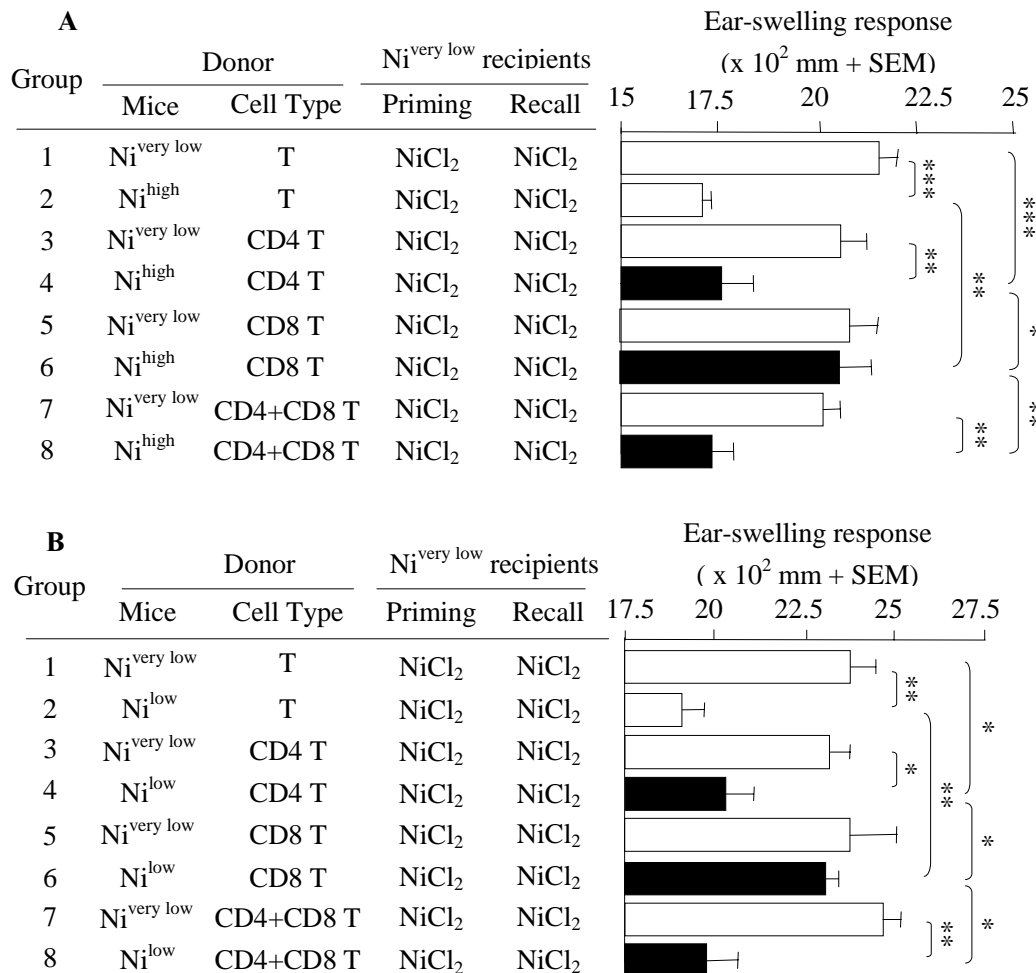 A
Ear-swelling response
(x 10² mm + SEM)
Group Donor Ni^very low recipients
Mice Cell Type Priming Recall
15 17.5 20 22.5 25
1 Ni^very low T NiCl₂ NiCl₂
2 Ni^high T NiCl₂ NiCl₂
3 Ni^very low CD4 T NiCl₂ NiCl₂
4 Ni^high CD4 T NiCl₂ NiCl₂
5 Ni^very low CD8 T NiCl₂ NiCl₂
6 Ni^high CD8 T NiCl₂ NiCl₂
7 Ni^very low CD4+CD8 T NiCl₂ NiCl₂
8 Ni^high CD4+CD8 T NiCl₂ NiCl₂
***
***
**
**
*
**
**
B
Ear-swelling response
( x 10² mm + SEM)
Group Donor Ni^very low recipients
Mice Cell Type Priming Recall
17.5 20 22.5 25 27.5
1 Ni^very low T NiCl₂ NiCl₂
2 Ni^low T NiCl₂ NiCl₂
3 Ni^very low CD4 T NiCl₂ NiCl₂
4 Ni^low CD4 T NiCl₂ NiCl₂
5 Ni^very low CD8 T NiCl₂ NiCl₂
6 Ni^low CD8 T NiCl₂ NiCl₂
7 Ni^very low CD4+CD8 T NiCl₂ NiCl₂
8 Ni^low CD4+CD8 T NiCl₂ NiCl₂
**
*
*
**
*
**
*